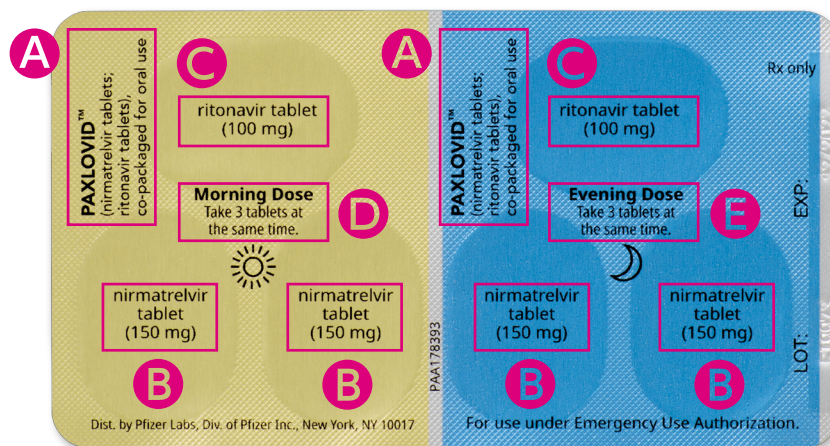 A
PAXLOVID™
(nirmatrelvir tablets;
ritonavir tablets),
co-packaged for oral use
C
ritonavir tablet
(100 mg)
Morning Dose
Take 3 tablets at
the same time.
D
nirmatrelvir
tablet
(150 mg)
B
nirmatrelvir
tablet
(150 mg)
B
Dist. by Pfizer Labs, Div. of Pfizer Inc., New York, NY 10017
PAA178393
A
PAXLOVID™
(nirmatrelvir tablets;
ritonavir tablets),
co-packaged for oral use
C
ritonavir tablet
(100 mg)
Rx only
Evening Dose
Take 3 tablets at
the same time.
E
nirmatrelvir
tablet
(150 mg)
B
nirmatrelvir
tablet
(150 mg)
B
LOT:
EXP:
For use under Emergency Use Authorization.